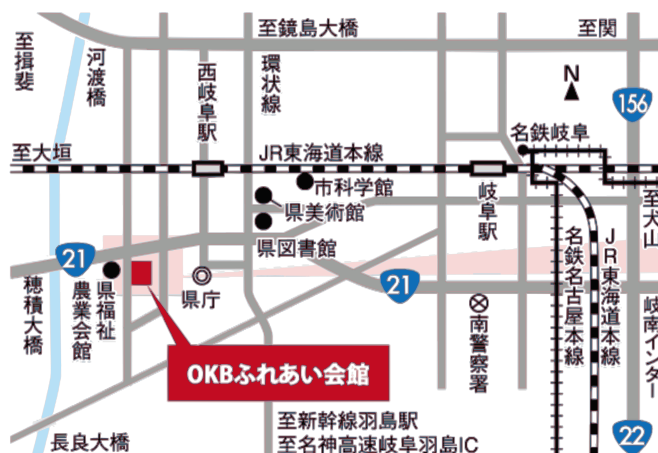 至鏡島大橋
至関
至揖斐
河渡橋
西岐阜駅
環状線
N
156
名鉄岐阜
至大垣
JR東海道本線
市科学館
県美術館
県図書館
岐阜駅
至犬山
21
県福祉
農業会館
県庁
21
名鉄名古屋本線
JR東海道本線
穂積大橋
南警察署
岐南インター
OKBふれあい会館
至新幹線羽島駅
至名神高速岐阜羽島IC
長良大橋
22